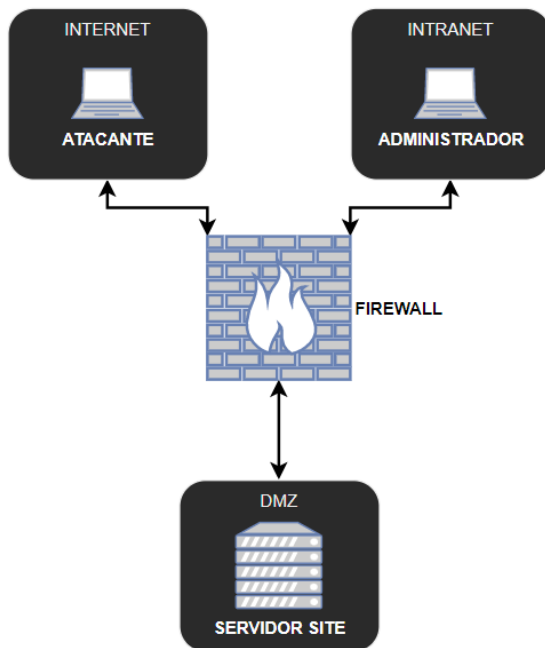 INTERNET
ATACANTE
INTRANET
ADMINISTRADOR
FIREWALL
DMZ
SERVIDOR SITE